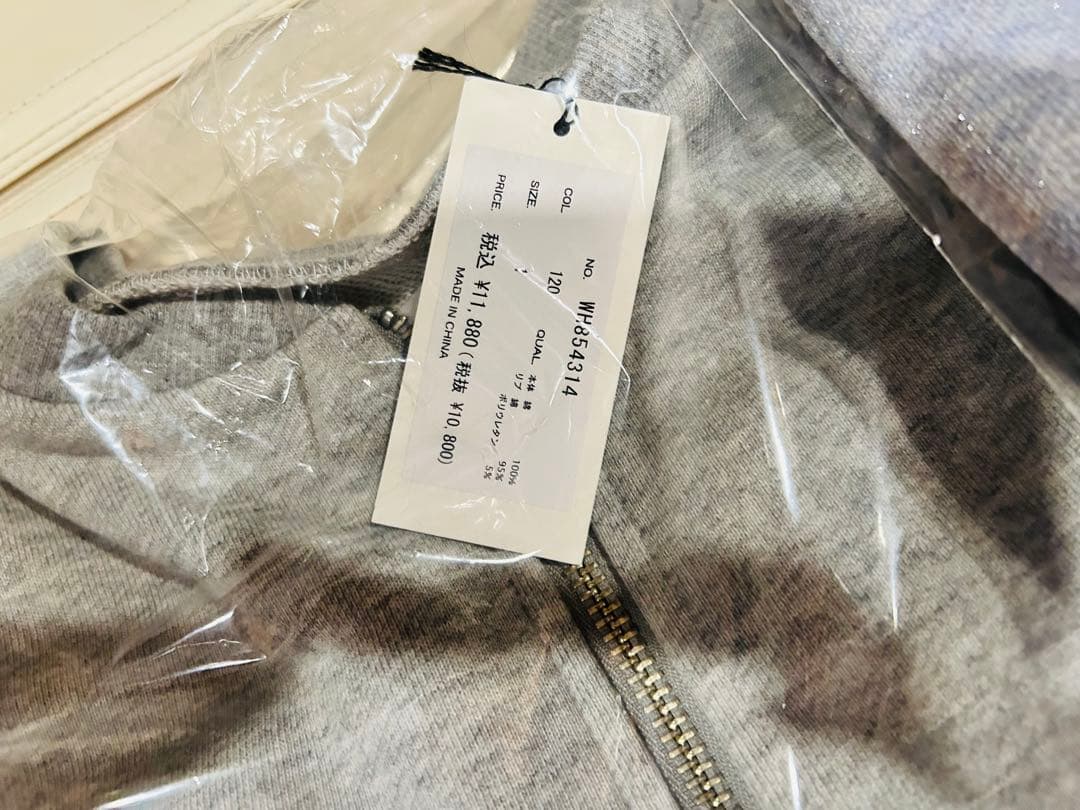 NO. WH854314
COL 120
SIZE
QUAL 本体 綿 100%
リブ 綿 95%
ポリウレタン 5%
PRICE. 税込 ¥11,880(税抜 ¥10,800)
MADE IN CHINA